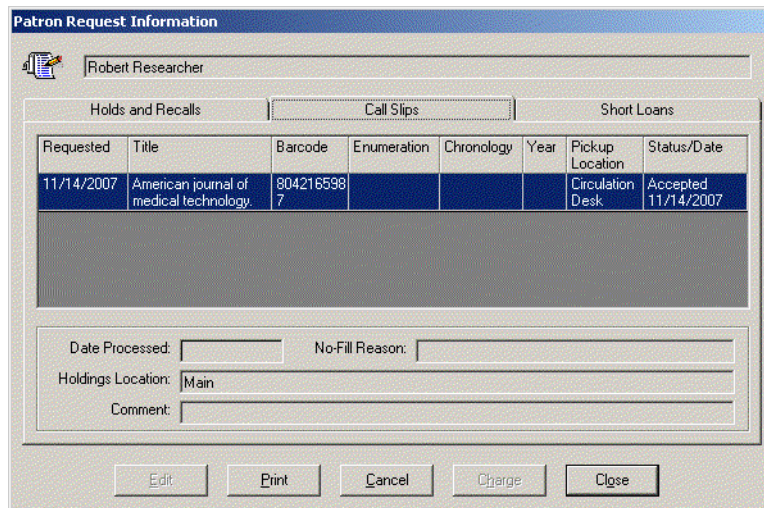 Patron Request Information
Robert Researcher
Holds and Recalls Call Slips Short Loans
Requested Title Barcode Enumeration Chronology Year Pickup Location Status/Date
11/14/2007 American journal of 804216598 Circulation Accepted
medical technology. 7 Desk 11/14/2007
Date Processed: No-Fill Reason:
Holdings Location: Main
Comment:
Edit Print Cancel Charge Close